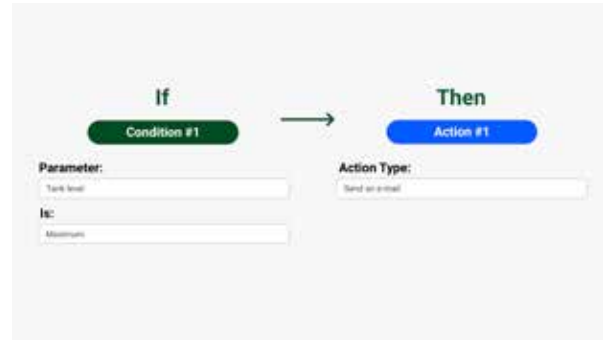 If
Condition #1
Parameter:
Tank level
Is:
Maximum
Then
Action #1
Action Type:
Send an e-mail